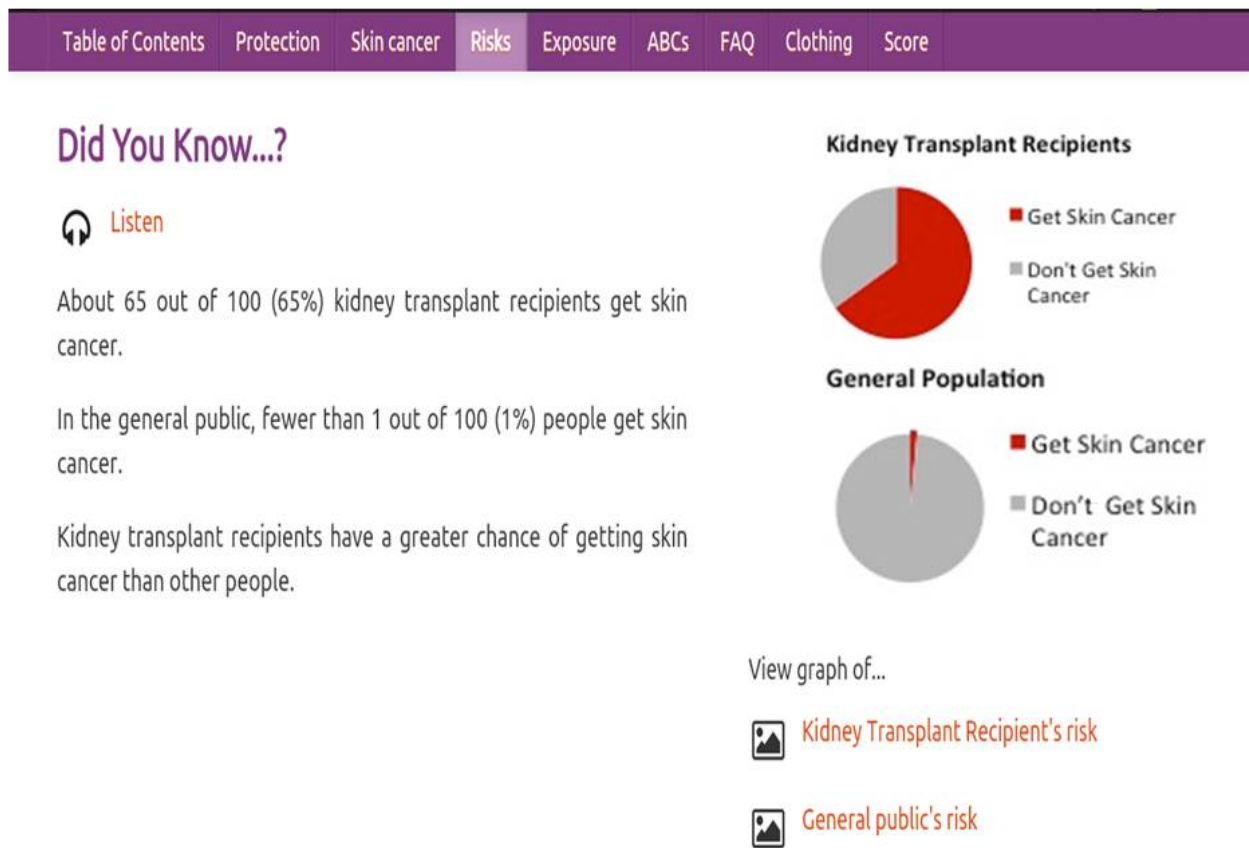 Table of Contents Protection Skin cancer Risks Exposure ABCs FAQ Clothing Score
Did You Know...?
Listen
About 65 out of 100 (65%) kidney transplant recipients get skin
cancer.
In the general public, fewer than 1 out of 100 (1%) people get skin
cancer.
Kidney transplant recipients have a greater chance of getting skin
cancer than other people.
Kidney Transplant Recipients
Get Skin Cancer
Don't Get Skin
Cancer
General Population
Get Skin Cancer
Don't Get Skin
Cancer
View graph of...
Kidney Transplant Recipient's risk
General public's risk